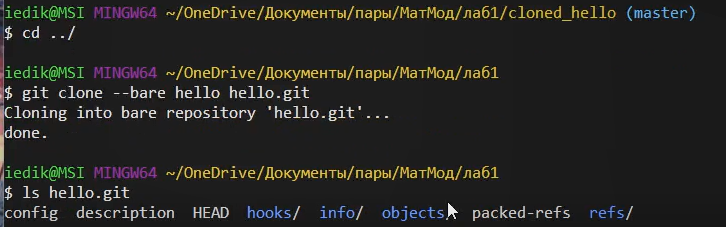 iedik@MSI MINGW64 ~/OneDrive/Документы/пары/МатМод/лаб1/cloned_hello (master)
$ cd ../
iedik@MSI MINGW64 ~/OneDrive/Документы/пары/МатМод/лаб1
$ git clone --bare hello hello.git
Cloning into bare repository 'hello.git'...
done.
iedik@MSI MINGW64 ~/OneDrive/Документы/пары/МатМод/лаб1
$ ls hello.git
config  description  HEAD  hooks/  info/  objects/  packed-refs  refs/